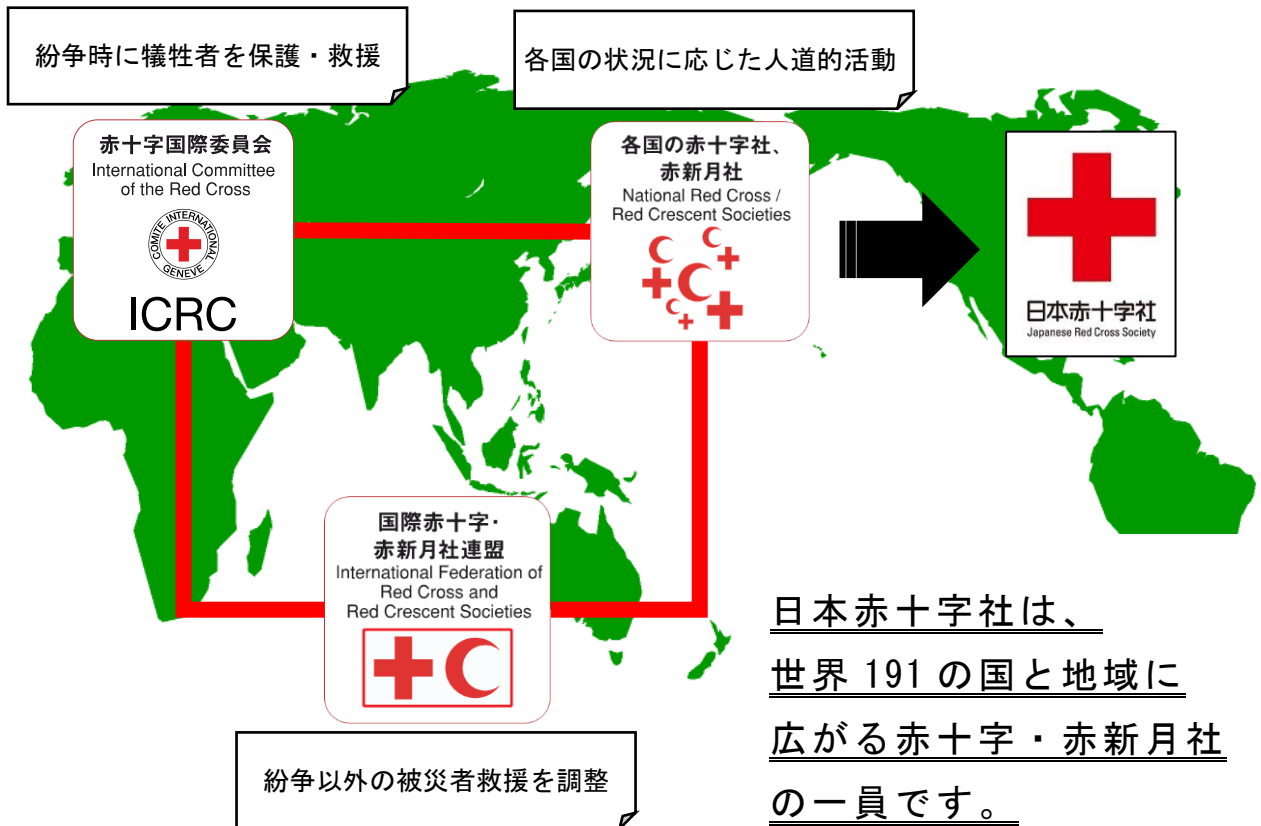 紛争時に犠牲者を保護・救援
各国の状況に応じた人道的活動
赤十字国際委員会
International Committee
of the Red Cross
COMITE INTERNATIONAL
GENEVE
ICRC
各国の赤十字社、
赤新月社
National Red Cross /
Red Crescent Societies
日本赤十字社
Japanese Red Cross Society
国際赤十字・
赤新月社連盟
International Federation of
Red Cross and
Red Crescent Societies
紛争以外の被災者救援を調整
日本赤十字社は、
世界 191 の国と地域に
広がる赤十字・赤新月社
の一員です。